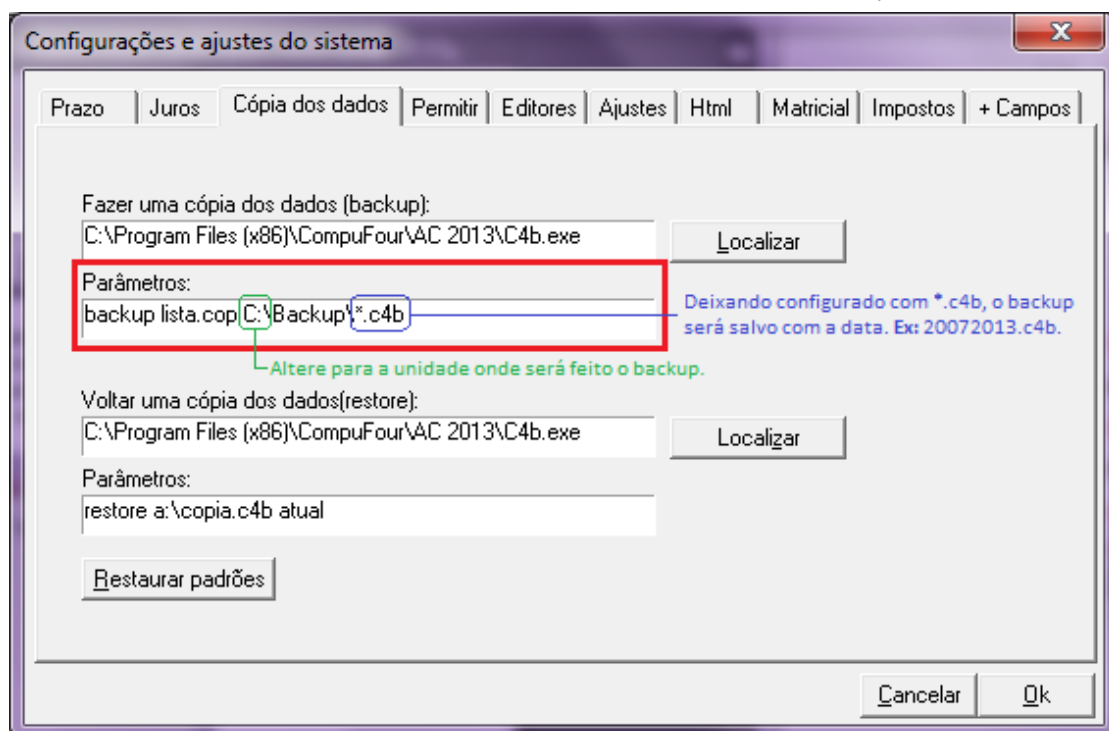 Configurações e ajustes do sistema
Prazo Juros Cópia dos dados Permitir Editores Ajustes Html Matricial Impostos + Campos
Fazer uma cópia dos dados (backup):
C:\Program Files (x86)\CompuFour\AC 2013\C4b.exe Localizar
Parâmetros:
backup lista.cop C:\Backup\*.c4b
Deixando configurado com *.c4b, o backup
será salvo com a data. Ex: 20072013.c4b.
Altere para a unidade onde será feito o backup.
Voltar uma cópia dos dados(restore):
C:\Program Files (x86)\CompuFour\AC 2013\C4b.exe Localizar
Parâmetros:
restore a:\copia.c4b atual
Restaurar padrões
Cancelar Ok